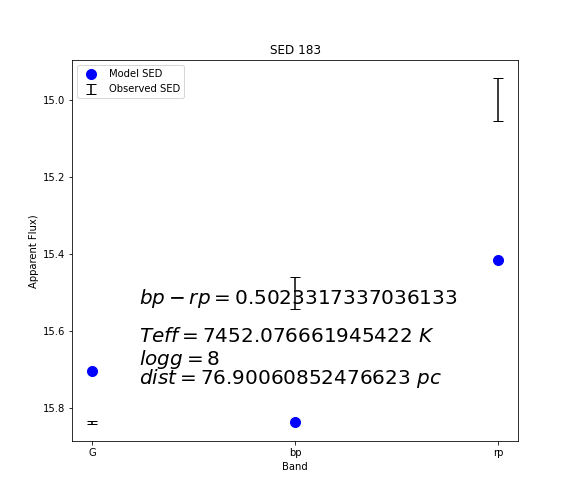 SED 183
Model SED
Observed SED
Apparent Flux)
15.0
15.2
15.4
15.6
15.8
bp − rp = 0.5023317337036133
Teff = 7452.076661945422 K
logg = 8
dist = 76.90060852476623 pc
G bp rp
Band